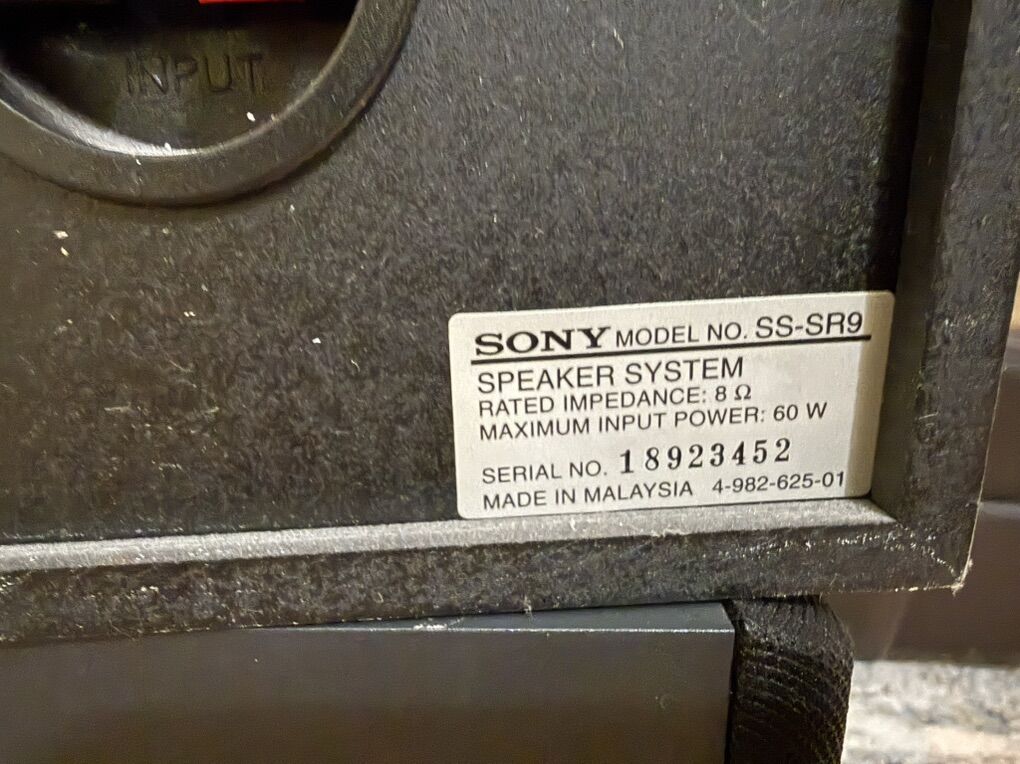 INPUT
SONY MODEL NO. SS-SR9
SPEAKER SYSTEM
RATED IMPEDANCE: 8 Ω
MAXIMUM INPUT POWER: 60 W
SERIAL NO. 18923452
MADE IN MALAYSIA 4-982-625-01